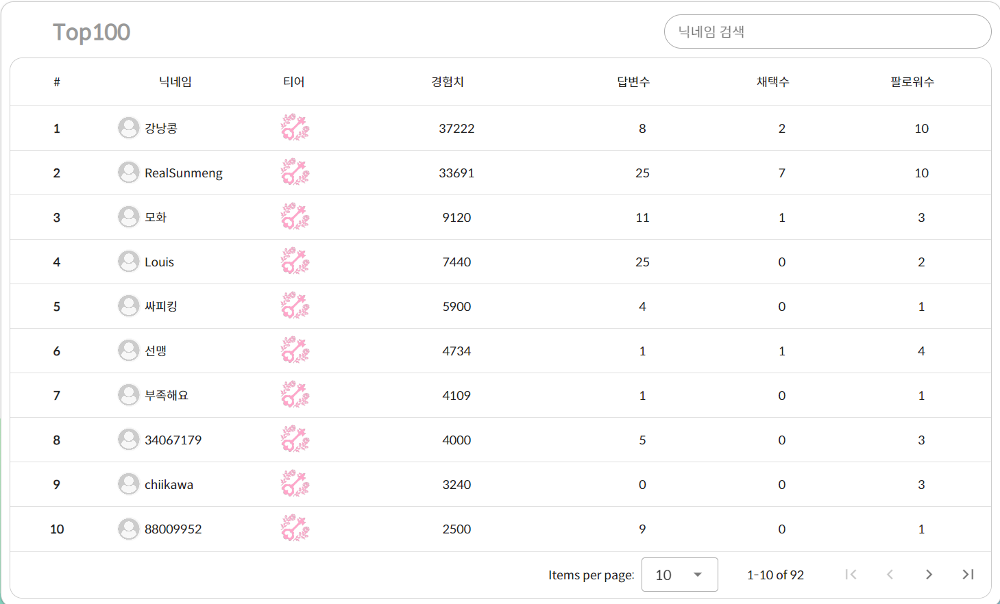 Top100
닉네임 검색
# 닉네임 티어 경험치 답변수 채택수 팔로워수
1 강낭콩 37222 8 2 10
2 RealSunmeng 33691 25 7 10
3 모화 9120 11 1 3
4 Louis 7440 25 0 2
5 싸피킹 5900 4 0 1
6 선맹 4734 1 1 4
7 부족해요 4109 1 0 1
8 34067179 4000 5 0 3
9 chiikawa 3240 0 0 3
10 88009952 2500 9 0 1
Items per page: 10 1-10 of 92